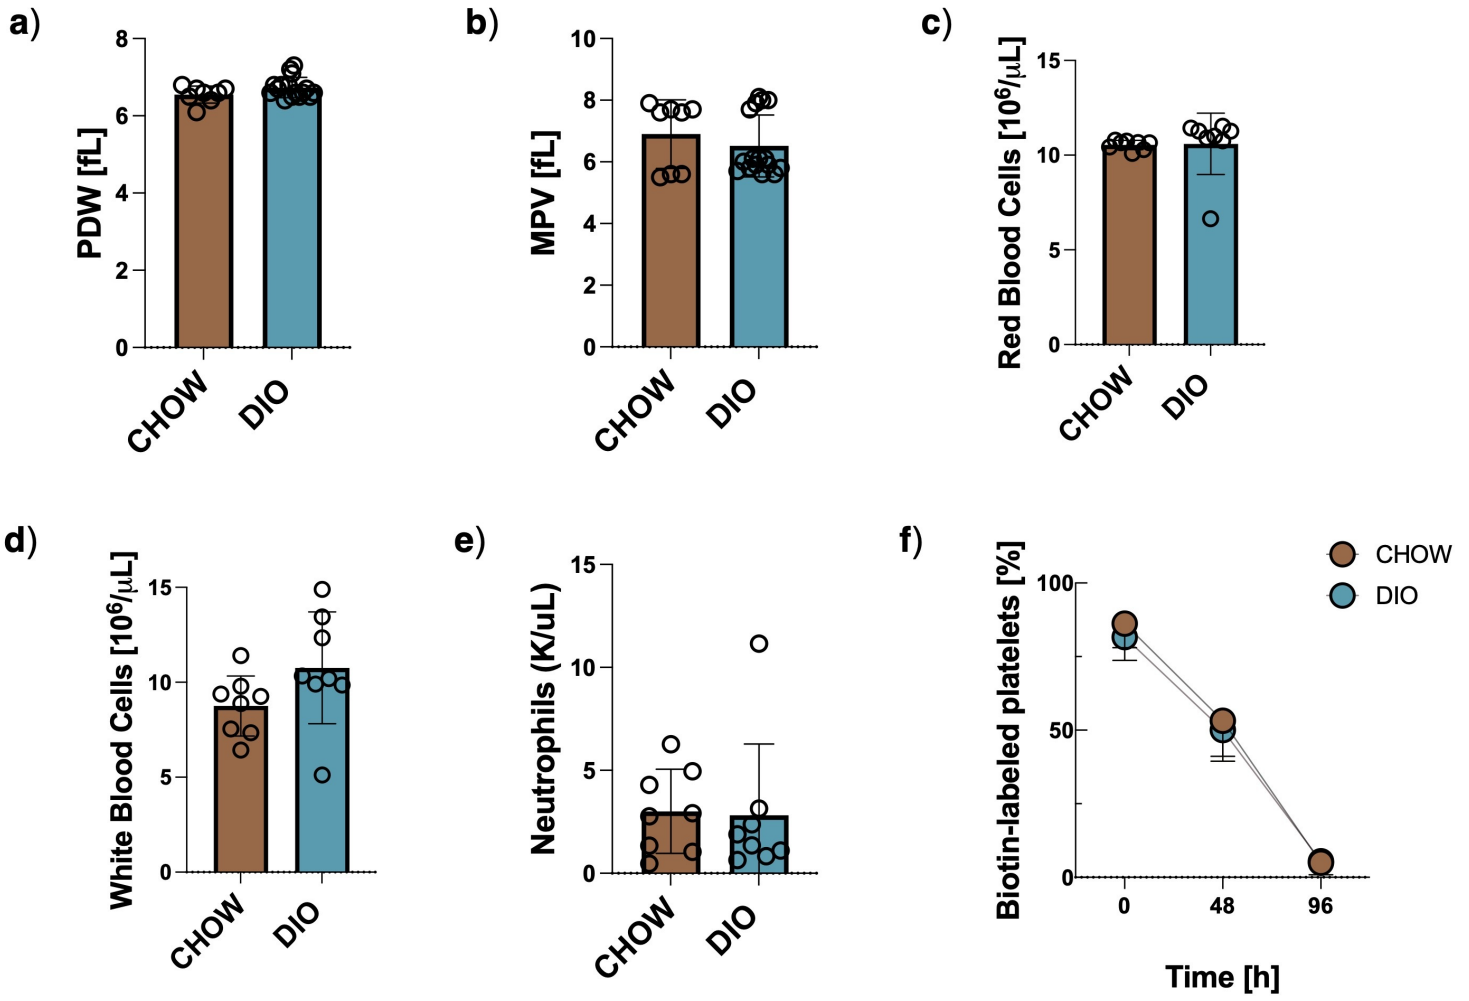 a)
PDW [fL]
8
6
4
2
0
CHOW
DIO
b)
MPV [fL]
10
8
6
4
2
0
CHOW
DIO
c)
Red Blood Cells [10⁶/μL]
15
10
5
0
CHOW
DIO
d)
White Blood Cells [10⁶/μL]
15
10
5
0
CHOW
DIO
e)
Neutrophils (K/uL)
15
10
5
0
CHOW
DIO
f)
CHOW
DIO
Biotin-labeled platelets [%]
100
50
0
0 48 96
Time [h]